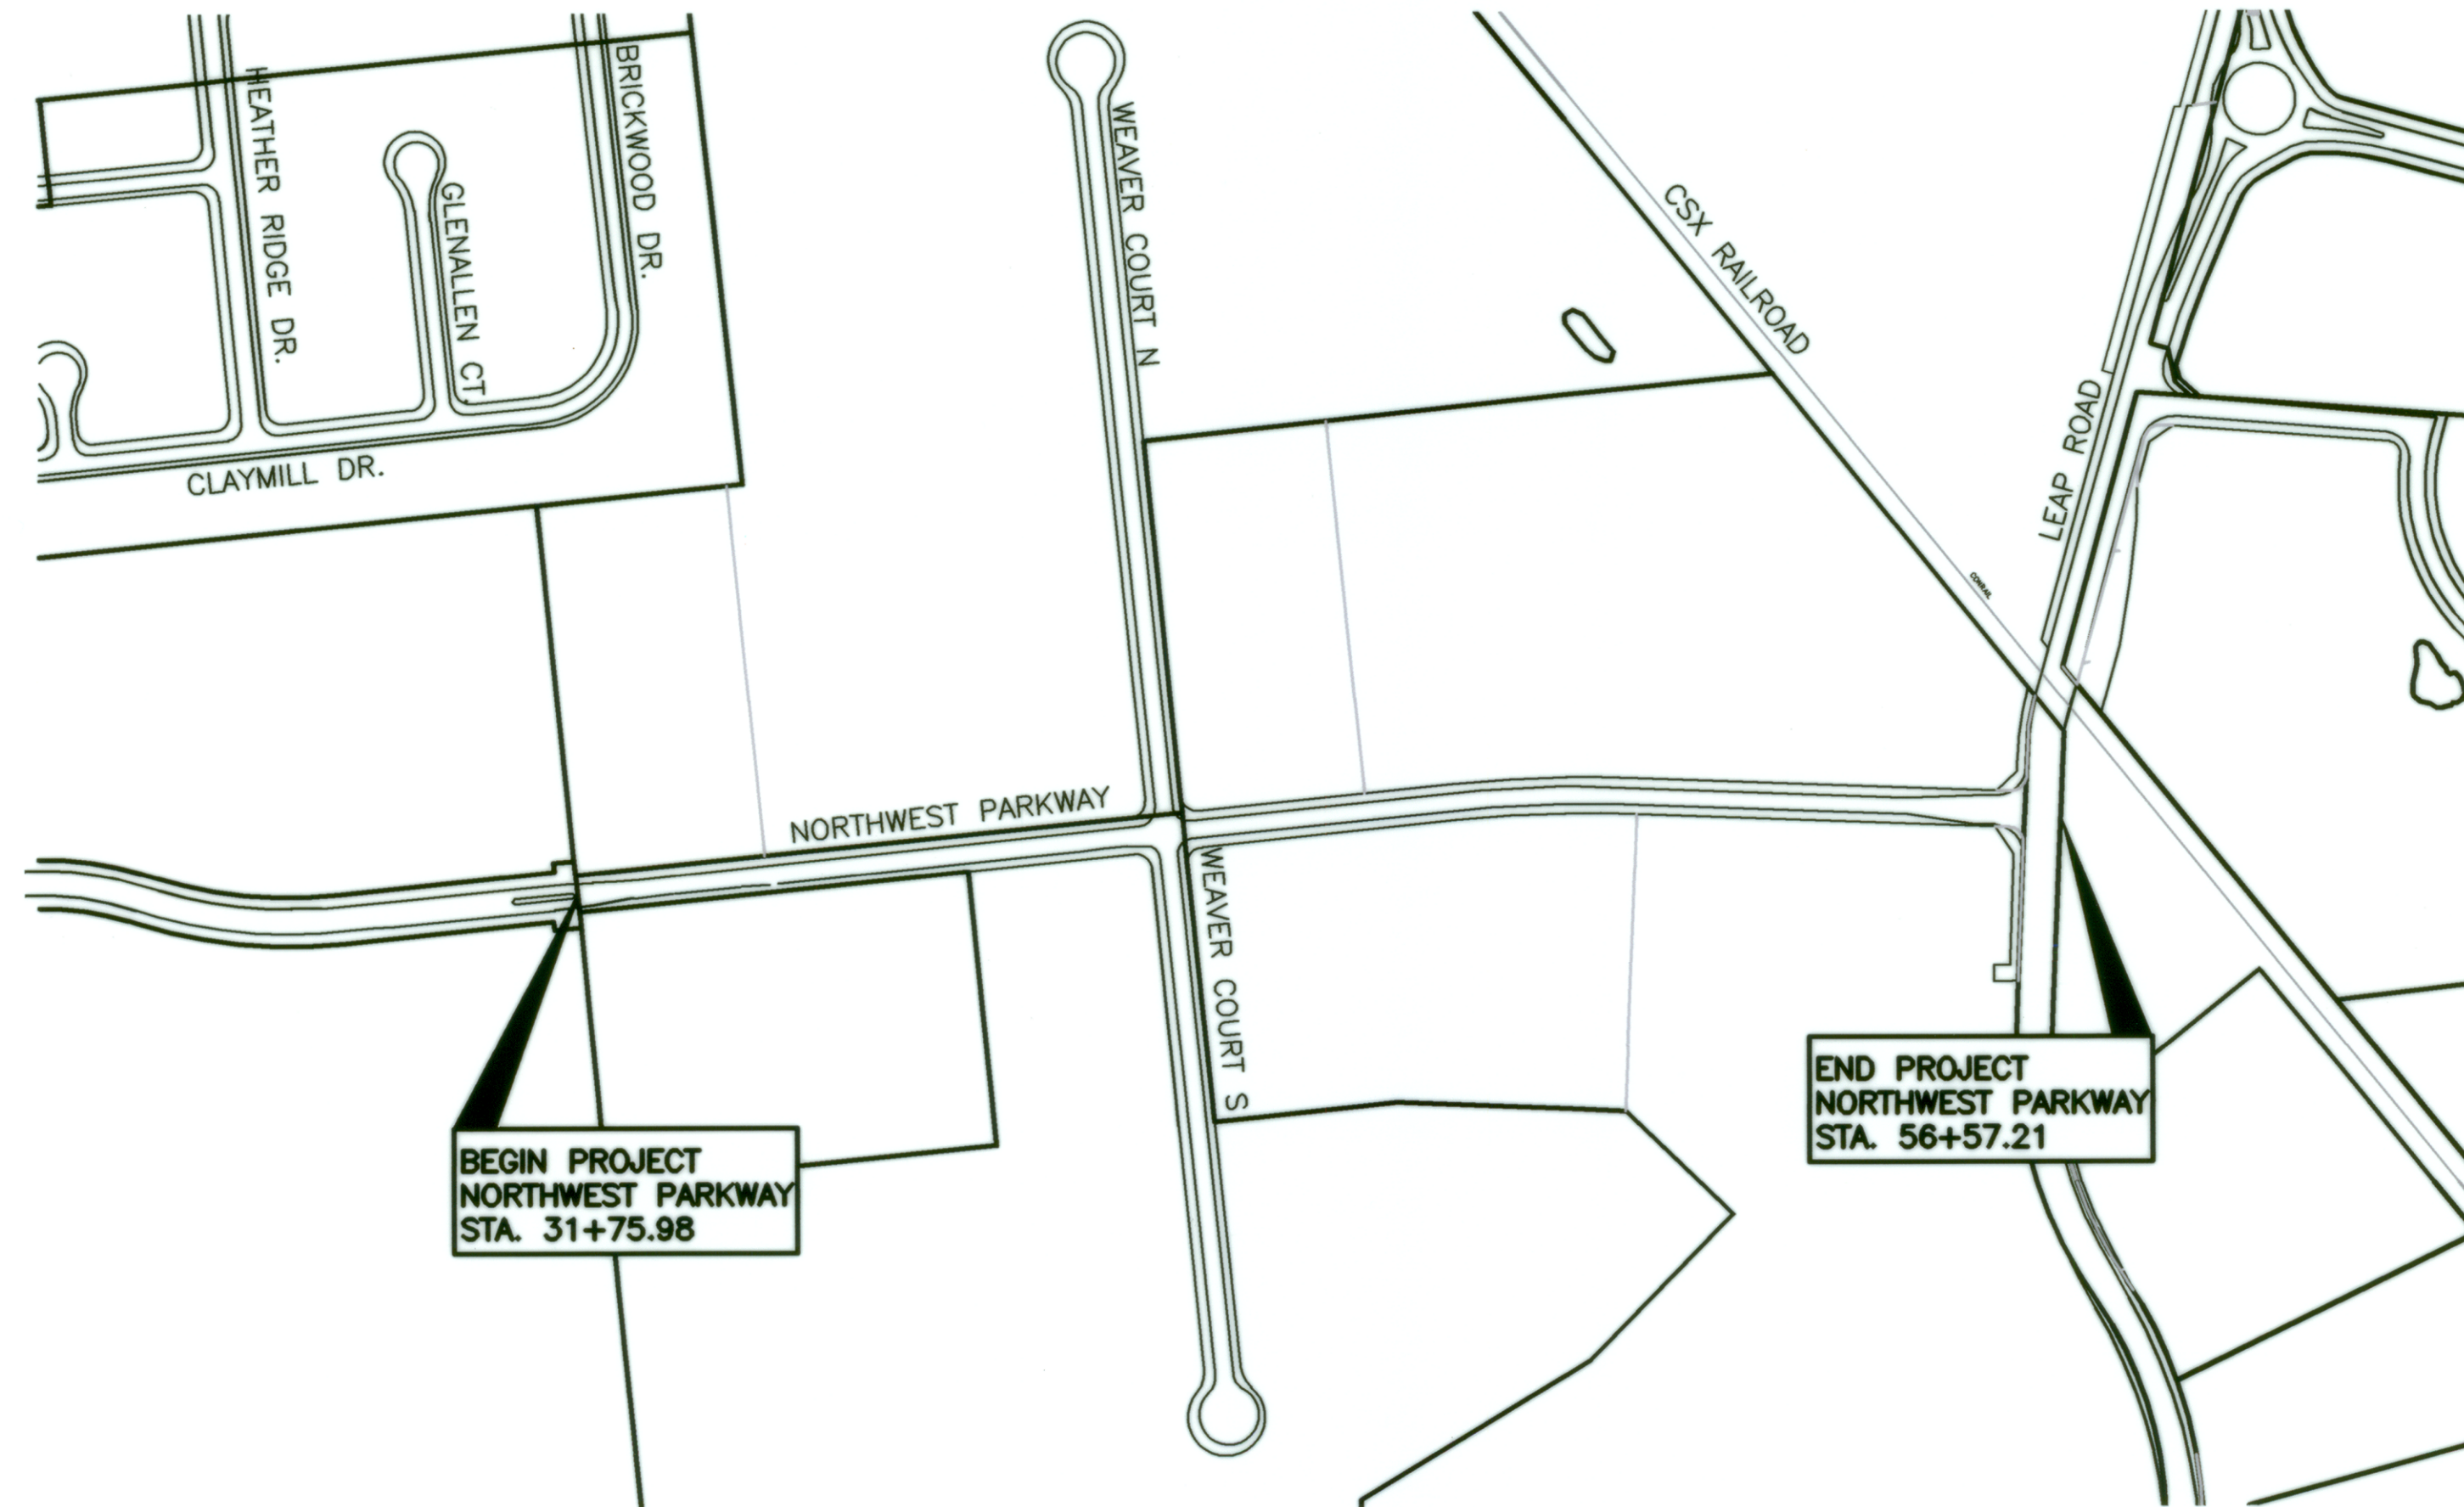 HEATHER RIDGE DR.
BRICKWOOD DR.
GLENALLEN CT.
CLAYMILL DR.
WEAVER COURT N
CSX RAILROAD
LEAP ROAD
CONRAIL
NORTHWEST PARKWAY
WEAVER COURT S
BEGIN PROJECT
NORTHWEST PARKWAY
STA. 31+75.98
END PROJECT
NORTHWEST PARKWAY
STA. 56+57.21